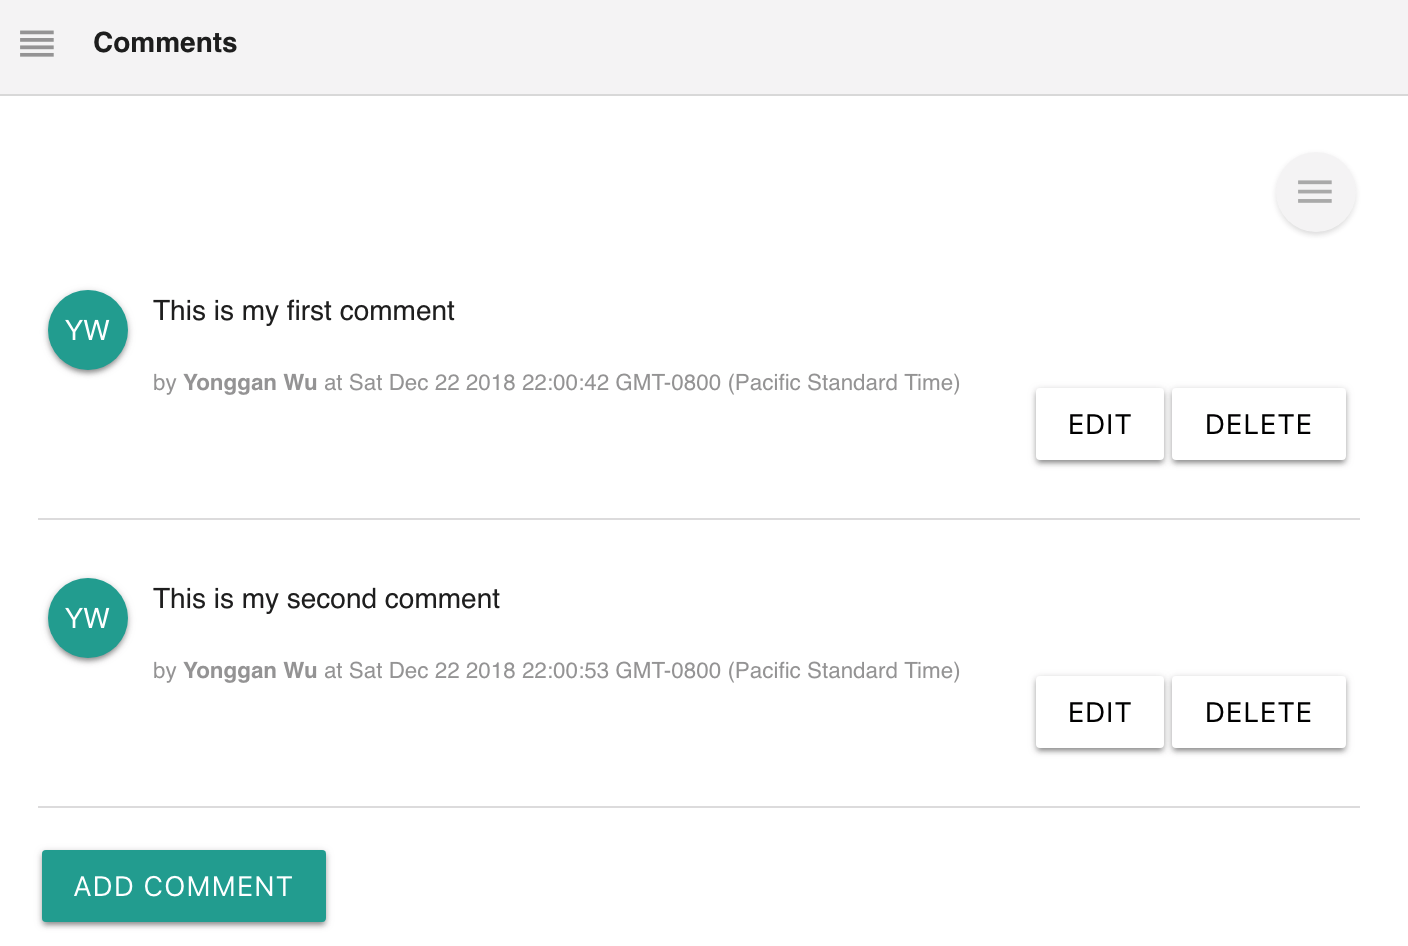 Comments
YW
This is my first comment
by Yonggan Wu at Sat Dec 22 2018 22:00:42 GMT-0800 (Pacific Standard Time)
EDIT DELETE
YW
This is my second comment
by Yonggan Wu at Sat Dec 22 2018 22:00:53 GMT-0800 (Pacific Standard Time)
EDIT DELETE
ADD COMMENT